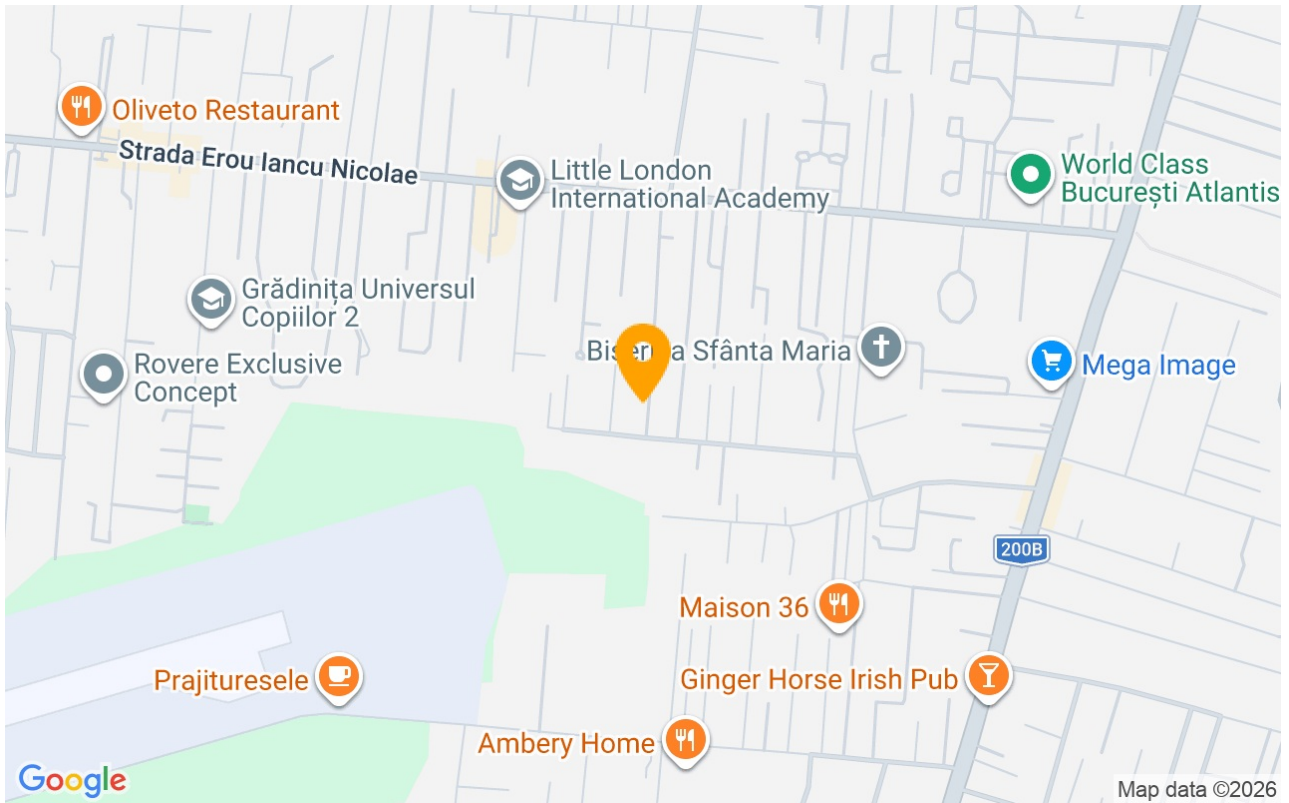 Oliveto Restaurant
Strada Erou Iancu Nicolae
Little London
International Academy
World Class
București Atlantis
Grădinița Universul
Copiilor 2
Rovere Exclusive
Concept
Sfânta Maria
Mega Image
200B
Maison 36
Prajituresele
Ginger Horse Irish Pub
Ambery Home
Google
Map data ©2026